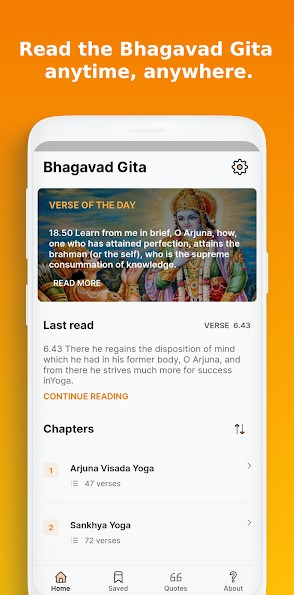 Read the Bhagavad Gita
anytime, anywhere.
Bhagavad Gita
VERSE OF THE DAY
18.50 Learn from me in brief, O Arjuna, how,
one who has attained perfection, attains the
brahman (or the self), who is the supreme
consummation of knowledge.
READ MORE
Last read
VERSE 6.43
6.43 There he regains the disposition of mind
which he had in his former body, O Arjuna, and
from there he strives much more for success
inYoga.
CONTINUE READING
Chapters
1
Arjuna Visada Yoga
47 verses
2
Sankhya Yoga
72 verses
Home
Saved
Quotes
About